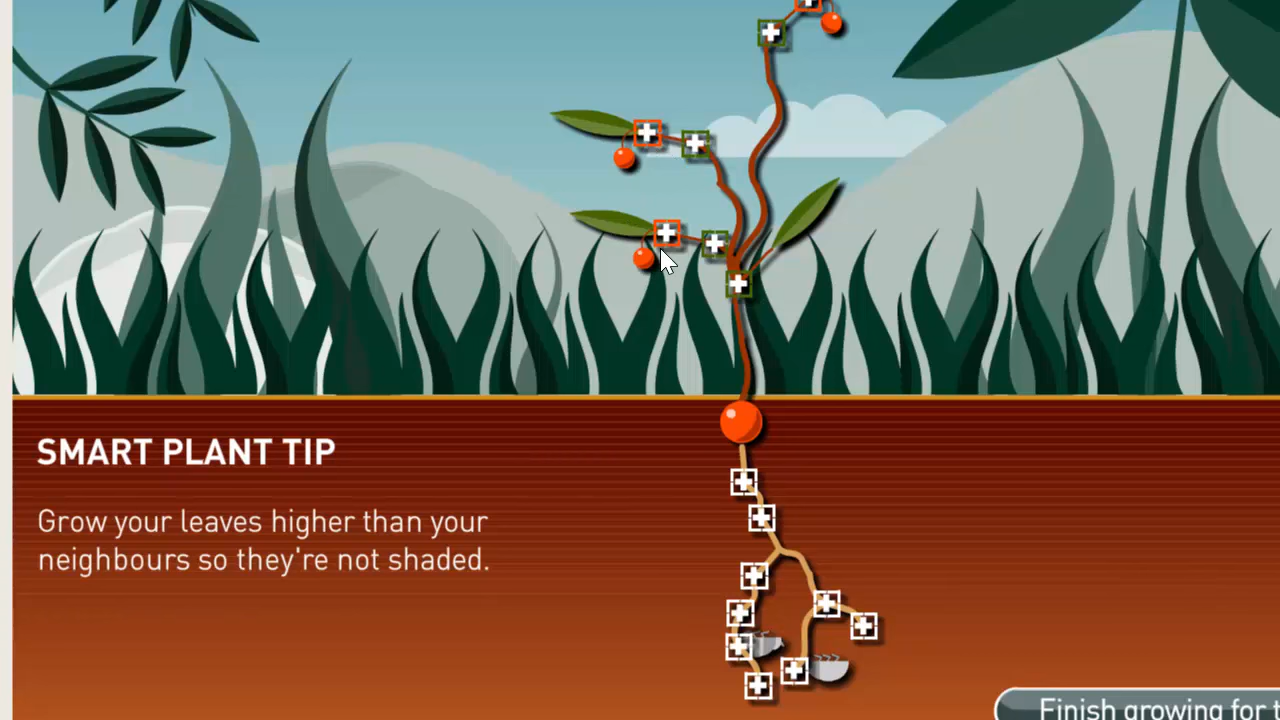 SMART PLANT TIP
Grow your leaves higher than your
neighbours so they're not shaded.
Finish growing for t